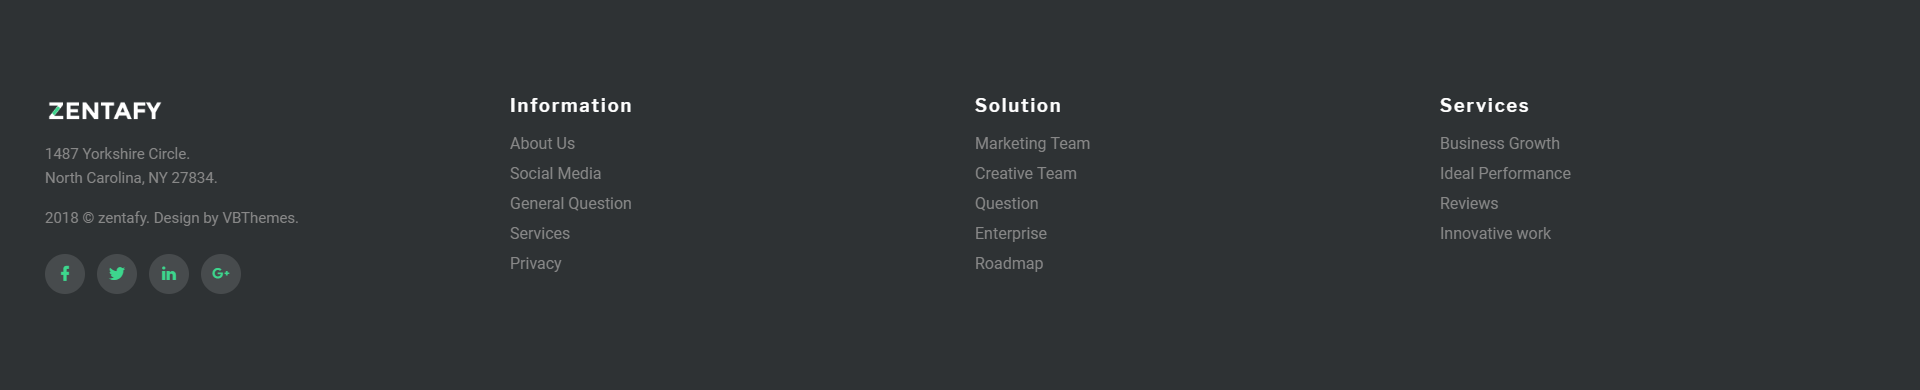 ZENTAFY
1487 Yorkshire Circle.
North Carolina, NY 27834.
2018 © zentafy. Design by VBThemes.
Information
About Us
Social Media
General Question
Services
Privacy
Solution
Marketing Team
Creative Team
Question
Enterprise
Roadmap
Services
Business Growth
Ideal Performance
Reviews
Innovative work